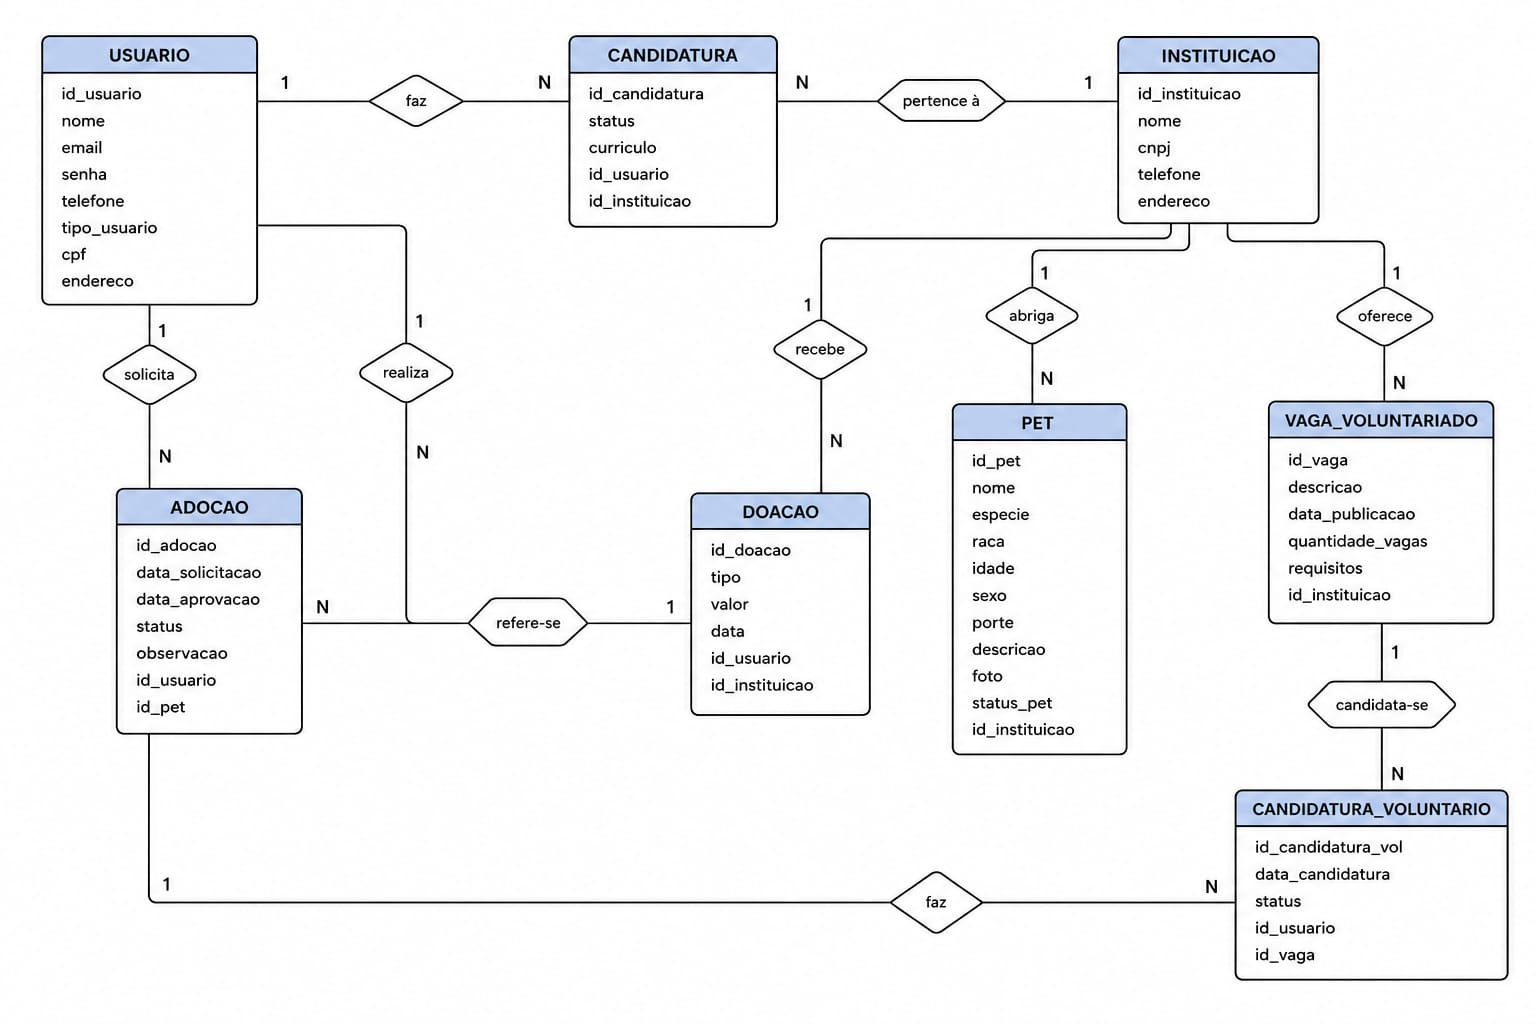 USUARIO
id_usuario
nome
email
senha
telefone
tipo_usuario
cpf
endereco
1
faz
N
CANDIDATURA
id_candidatura
status
curriculo
id_usuario
id_instituicao
N
pertence à
1
INSTITUICAO
id_instituicao
nome
cnpj
telefone
endereco
1
solicita
N
1
realiza
N
1
recebe
N
1
abriga
N
1
oferece
N
ADOCAO
id_adocao
data_solicitacao
data_aprovacao
status
observacao
id_usuario
id_pet
N
refere-se
1
DOACAO
id_doacao
tipo
valor
data
id_usuario
id_instituicao
PET
id_pet
nome
especie
raca
idade
sexo
porte
descricao
foto
status_pet
id_instituicao
VAGA_VOLUNTARIADO
id_vaga
descricao
data_publicacao
quantidade_vagas
requisitos
id_instituicao
1
candidata-se
N
CANDIDATURA_VOLUNTARIO
id_candidatura_vol
data_candidatura
status
id_usuario
id_vaga
1
faz
N